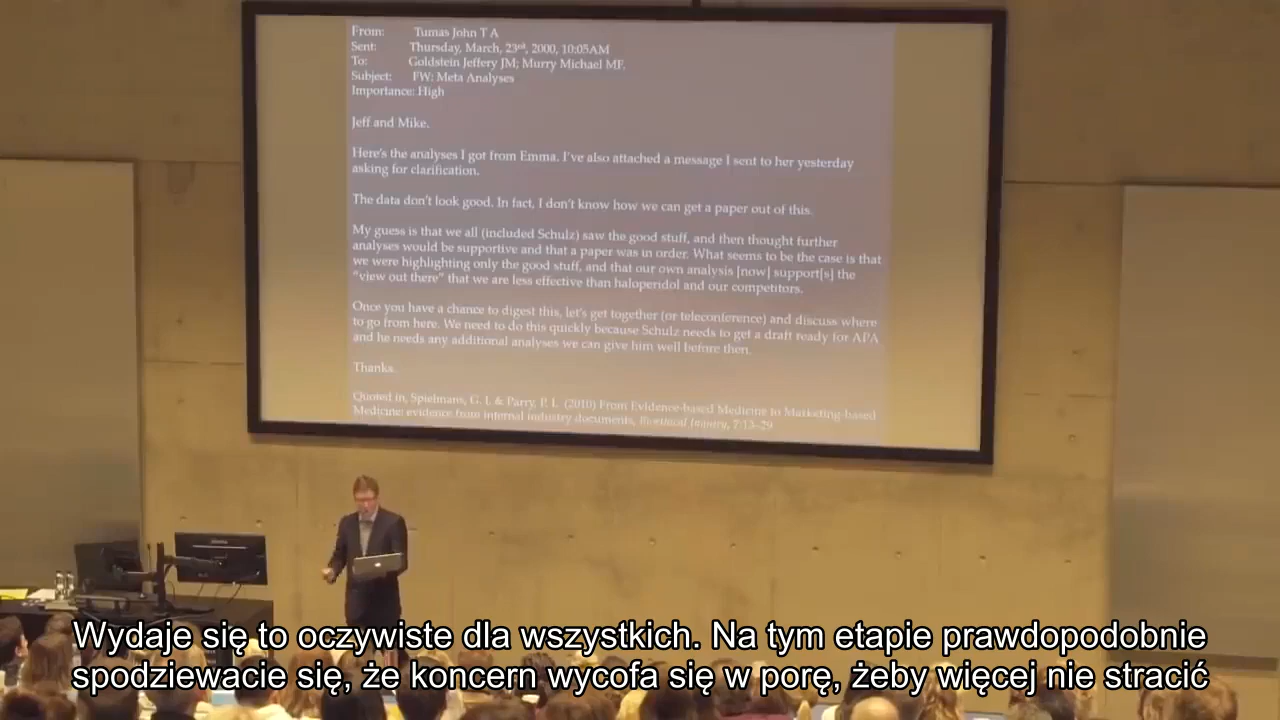 From: Tumas John T A
Sent: Thursday, March, 23rd, 2000, 10:05AM
To: Goldstein Jeffery JM; Murry Michael MF.
Subject: FW: Meta Analyses
Importance: High
Jeff and Mike.
Here's the analyses I got from Emma. I've also attached a message I sent to her yesterday
asking for clarification.
The data don't look good. In fact, I don't know how we can get a paper out of this.
My guess is that we all (included Schulz) saw the good stuff, and then thought further
analyses would be supportive and that a paper was in order. What seems to be the case is that
we were highlighting only the good stuff, and that our own analysis [now] support[s] the
"view out there" that we are less effective than haloperidol and our competitors.
Once you have a chance to digest this, let's get together (or teleconference) and discuss where
to go from here. We need to do this quickly because Schulz needs to get a draft ready for APA
and he needs any additional analyses we can give him well before then.
Thanks.
Quoted in, Spielmans, G. I. & Parry, P. I. (2010) From Evidence-based Medicine to Marketing-based
Medicine: evidence from internal industry documents, Bioethical Inquiry, 7:13-29
Wydaje się to oczywiste dla wszystkich. Na tym etapie prawdopodobnie
spodziewacie się, że koncern wycofa się w porę, żeby więcej nie stracić